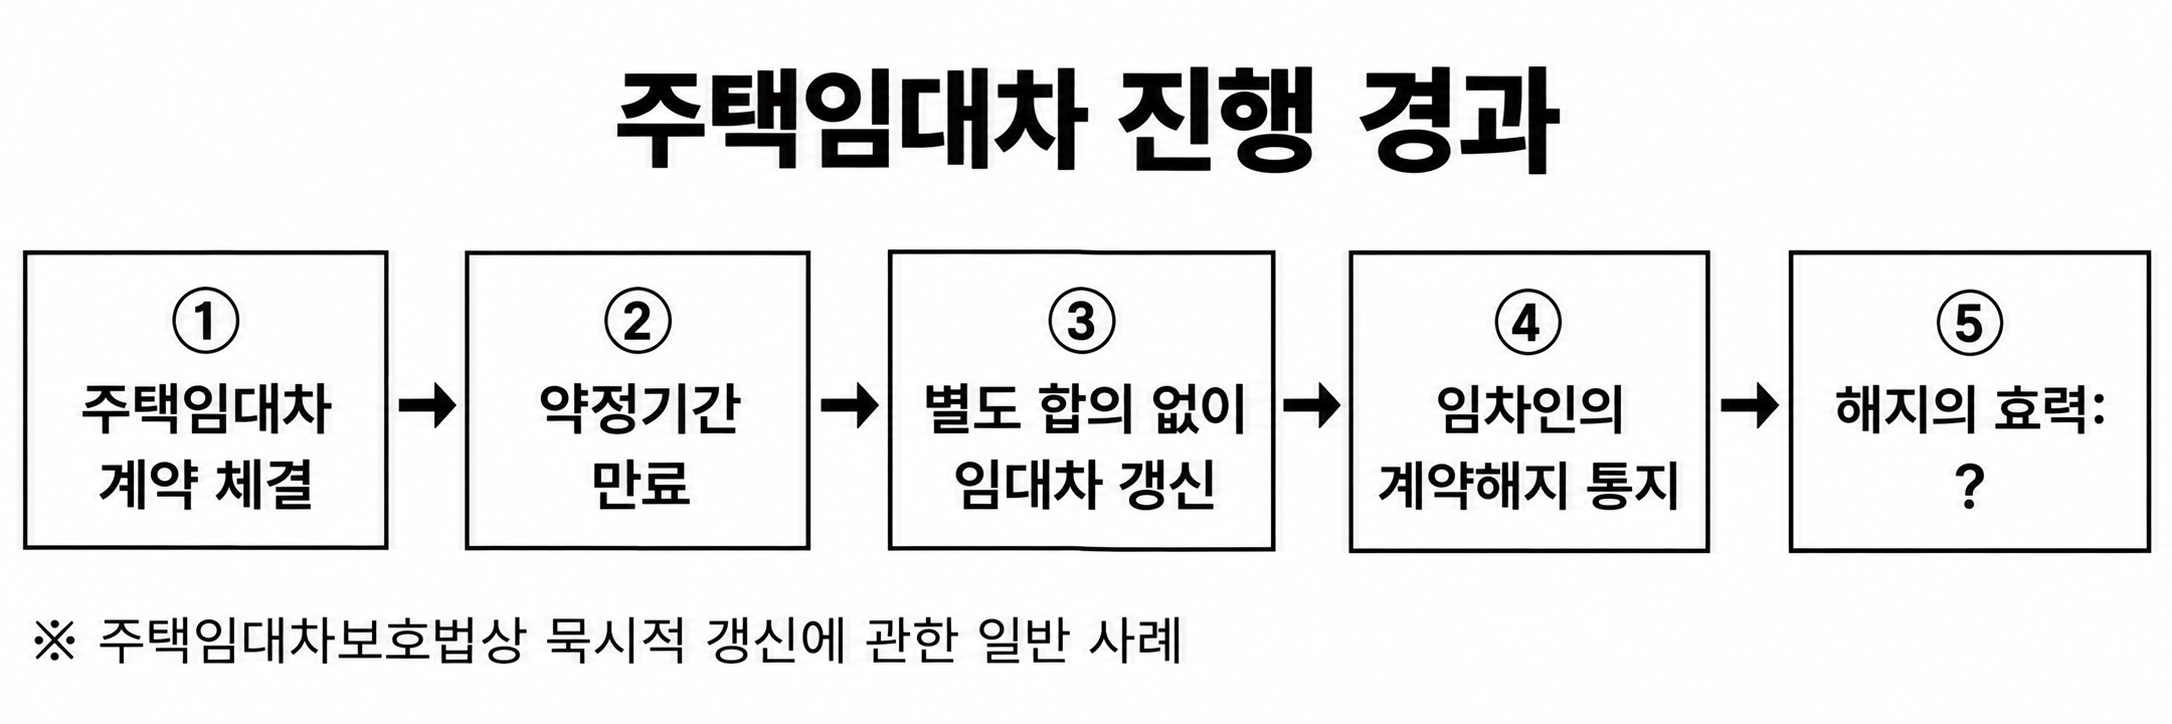 주택임대차 진행 경과
①
주택임대차
계약 체결
②
약정기간
만료
③
별도 합의 없이
임대차 갱신
④
임차인의
계약해지 통지
⑤
해지의 효력:
?
※ 주택임대차보호법상 묵시적 갱신에 관한 일반 사례